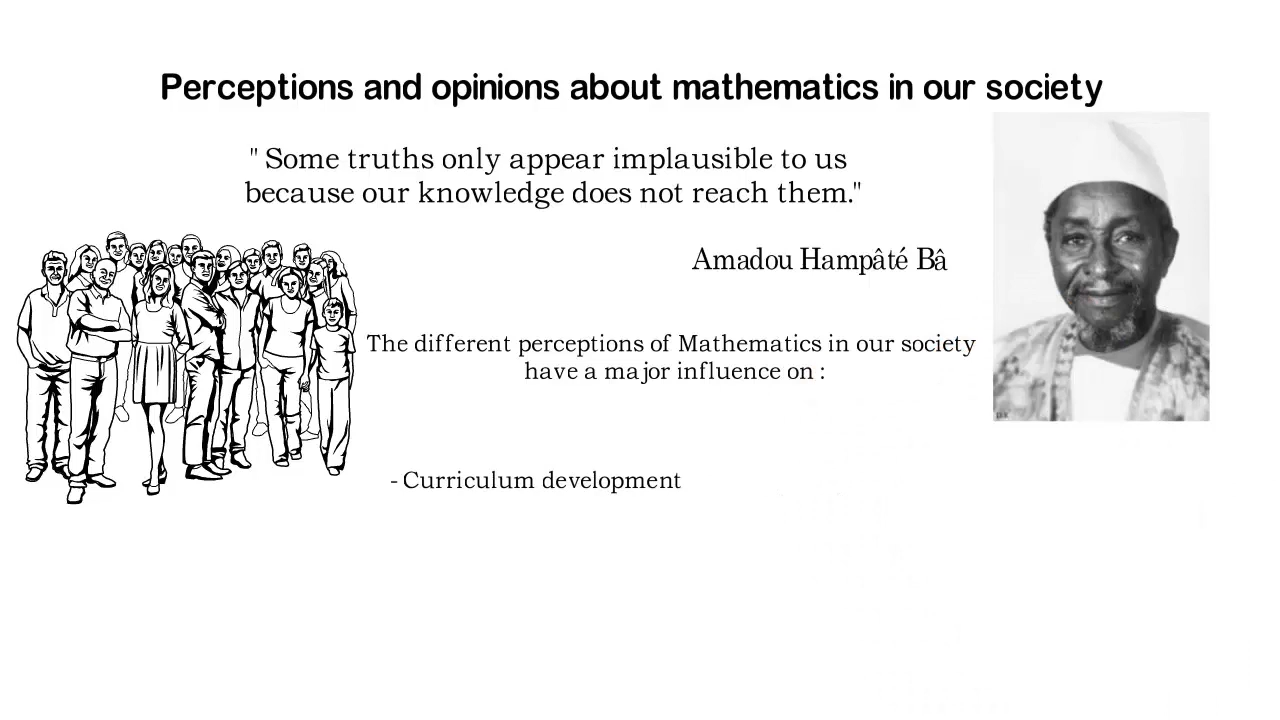 Perceptions and opinions about mathematics in our society
" Some truths only appear implausible to us
because our knowledge does not reach them."
Amadou Hampâté Bâ
The different perceptions of Mathematics in our society
have a major influence on :
- Curriculum development